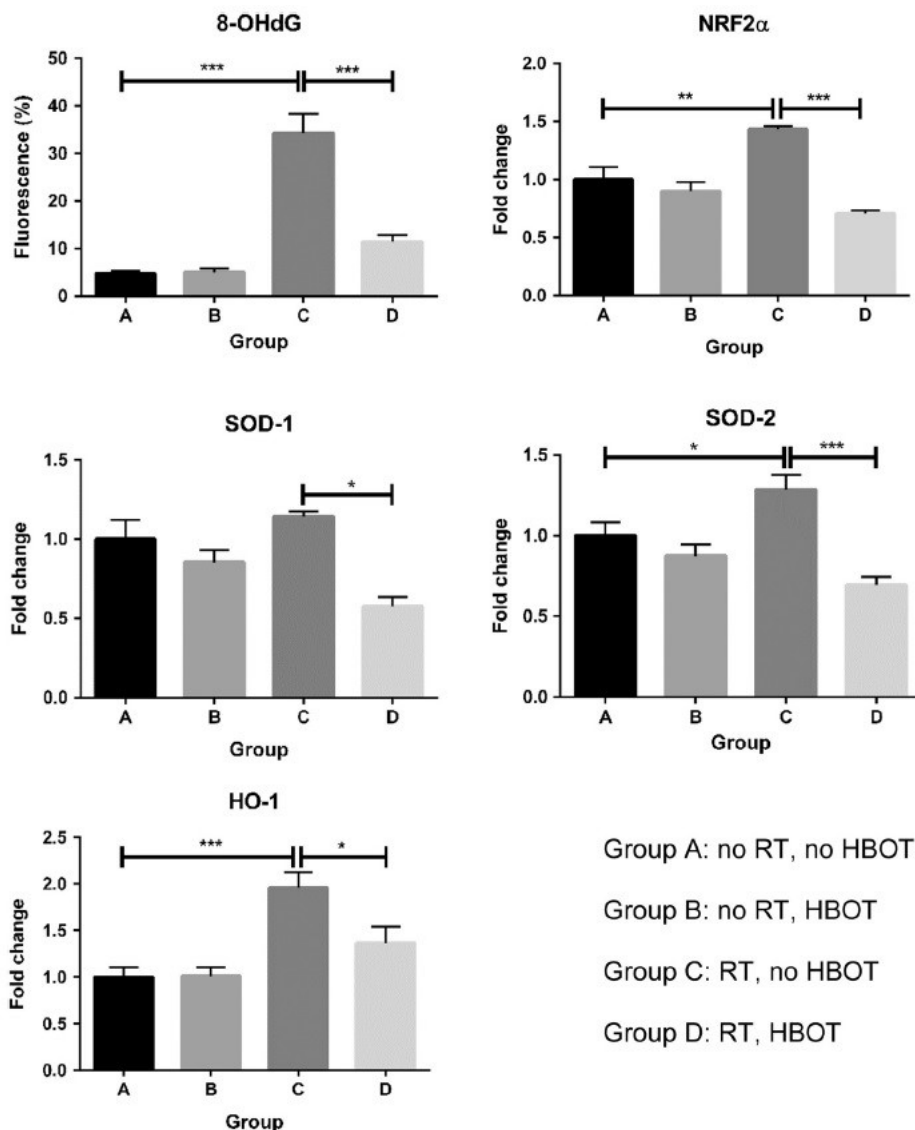 8-OHdG
Fluorescence (%)
50
40
30
20
10
0
***
***
A B C D
Group
NRF2α
Fold change
2.0
1.5
1.0
0.5
0.0
**
***
A B C D
Group
SOD-1
Fold change
1.5
1.0
0.5
0.0
*
A B C D
Group
SOD-2
Fold change
1.5
1.0
0.5
0.0
*
***
A B C D
Group
HO-1
Fold change
2.5
2.0
1.5
1.0
0.5
0.0
***
*
A B C D
Group
Group A: no RT, no HBOT
Group B: no RT, HBOT
Group C: RT, no HBOT
Group D: RT, HBOT